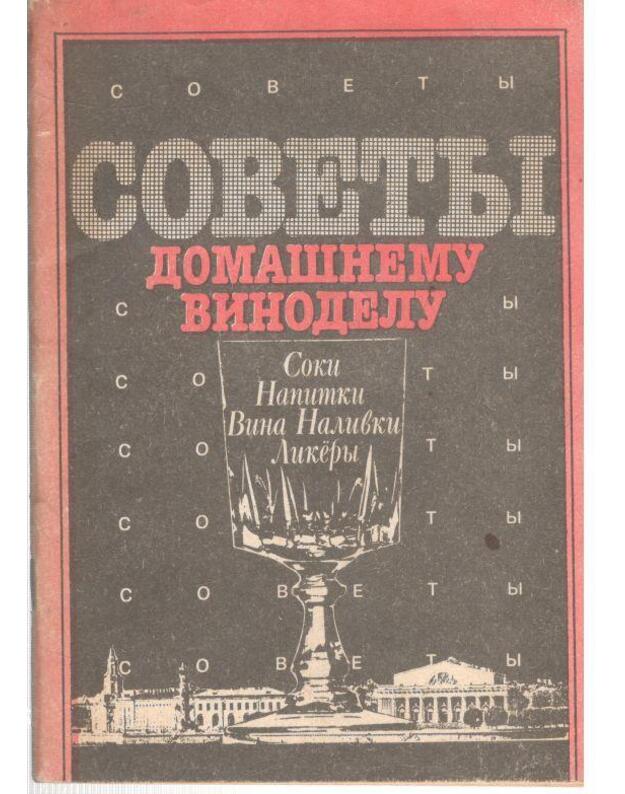 С О В Е Т Ы
СОВЕТЫ
ДОМАШНЕМУ
ВИНОДЕЛУ
С Ы
Соки
С О Т Ы
Напитки
Вина Наливки
С О Т Ы
Ликёры
С О Т Ы
С О В Е Т Ы
С О В Е Т Ы